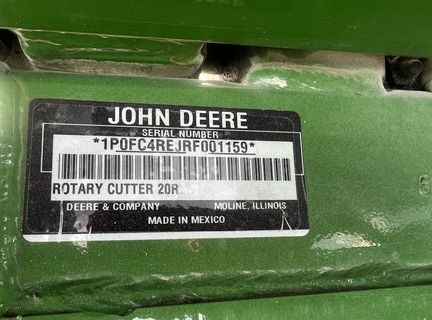 JOHN DEERE
SERIAL NUMBER
*1P0FC4REJRF001159*
ROTARY CUTTER 20R
DEERE & COMPANY MOLINE, ILLINOIS
MADE IN MEXICO